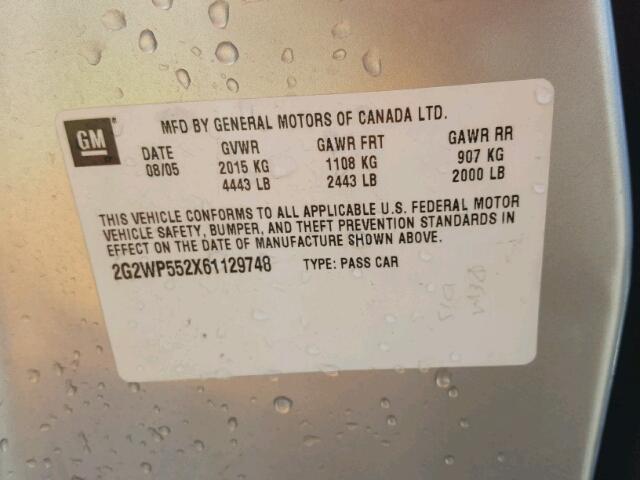 GM
MFD BY GENERAL MOTORS OF CANADA LTD.
DATE GVWR GAWR FRT GAWR RR
08/05 2015 KG 1108 KG 907 KG
4443 LB 2443 LB 2000 LB
THIS VEHICLE CONFORMS TO ALL APPLICABLE U.S. FEDERAL MOTOR
VEHICLE SAFETY, BUMPER, AND THEFT PREVENTION STANDARDS IN
EFFECT ON THE DATE OF MANUFACTURE SHOWN ABOVE.
2G2WP552X61129748 TYPE: PASS CAR